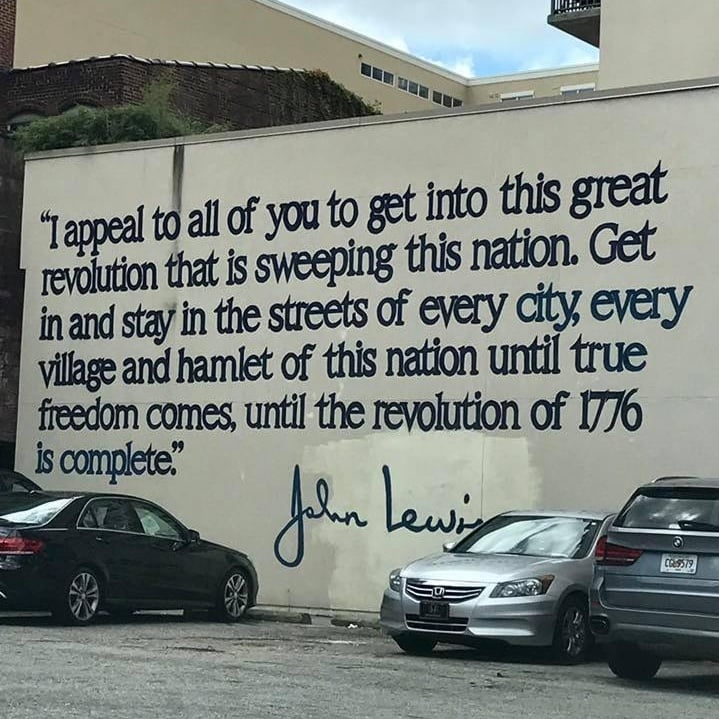 “I appeal to all of you to get into this great
revolution that is sweeping this nation. Get
in and stay in the streets of every city, every
village and hamlet of this nation until true
freedom comes, until the revolution of 1776
is complete.”
John Lewis